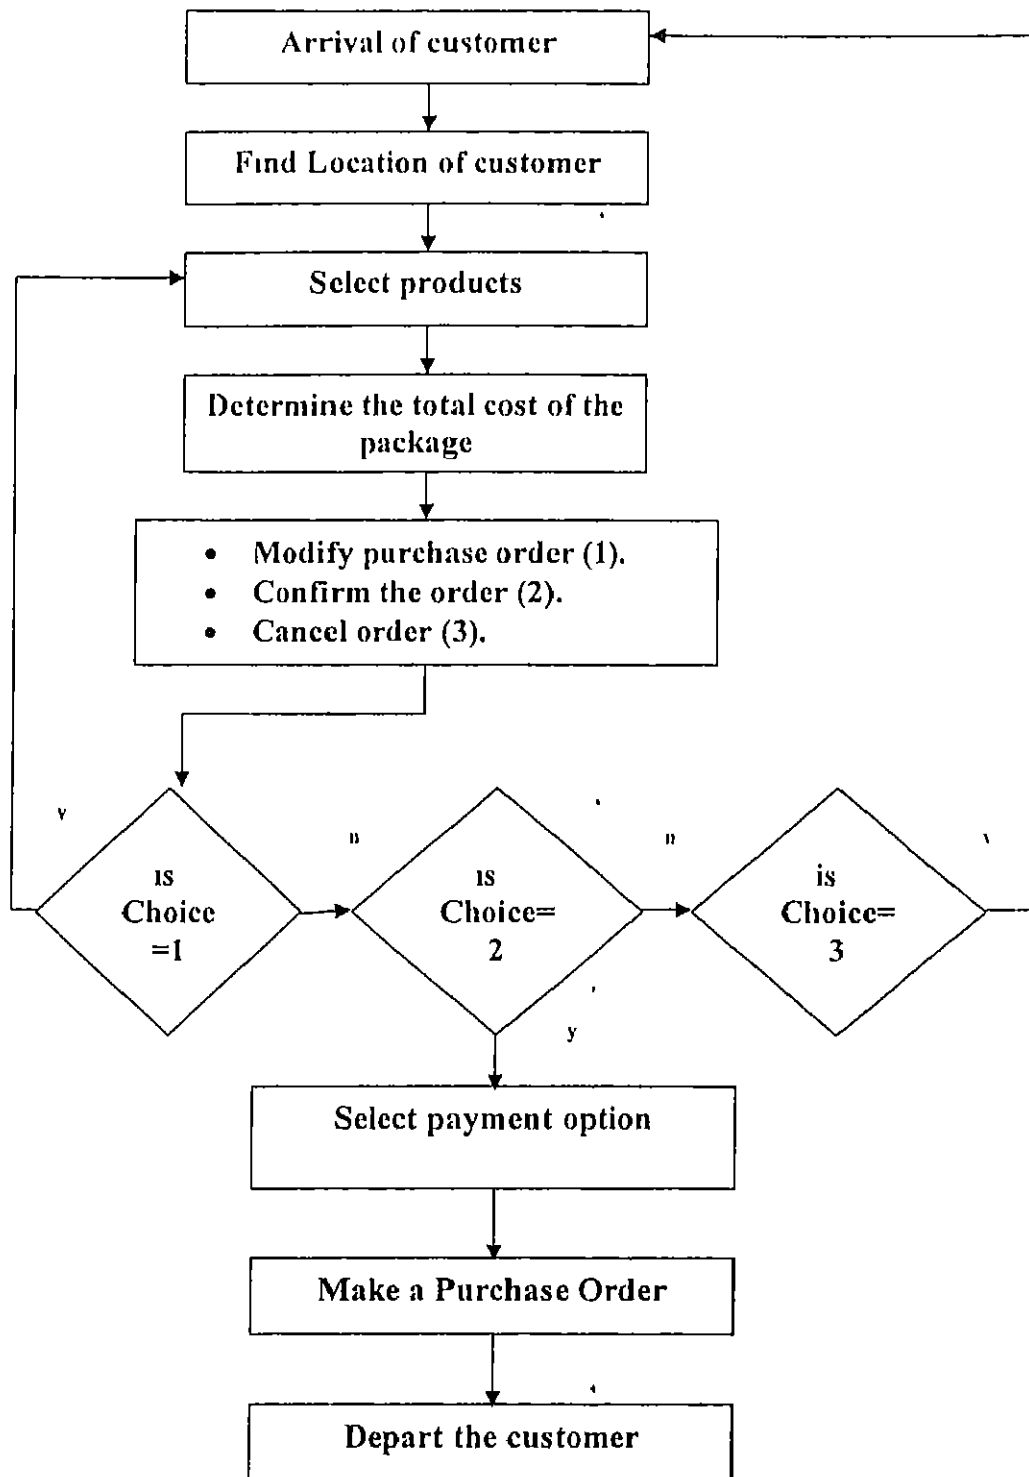 Arrival of customer
Find Location of customer
Select products
Determine the total cost of the
package
• Modify purchase order (1).
• Confirm the order (2).
• Cancel order (3).
y
n
n
is
Choice
=1
is
Choice=
2
is
Choice=
3
y
Select payment option
Make a Purchase Order
Depart the customer